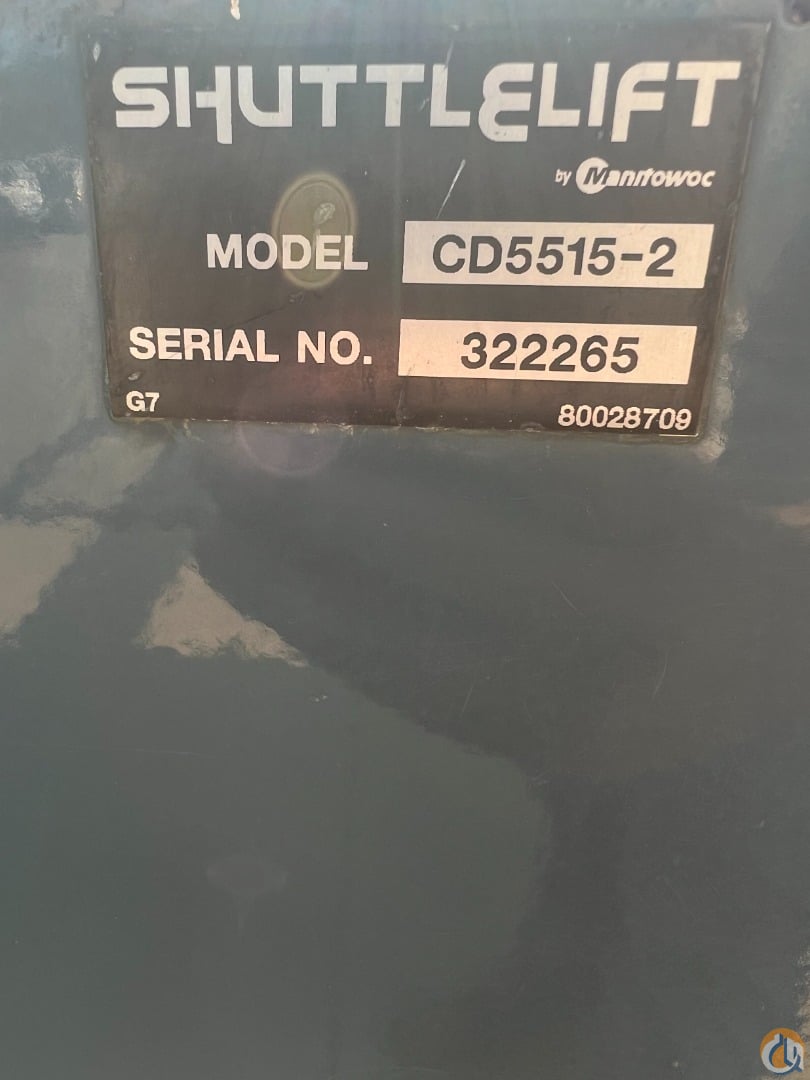 SHUTTLELIFT
by Manitowoc
MODEL CD5515-2
SERIAL NO. 322265
G7 80028709